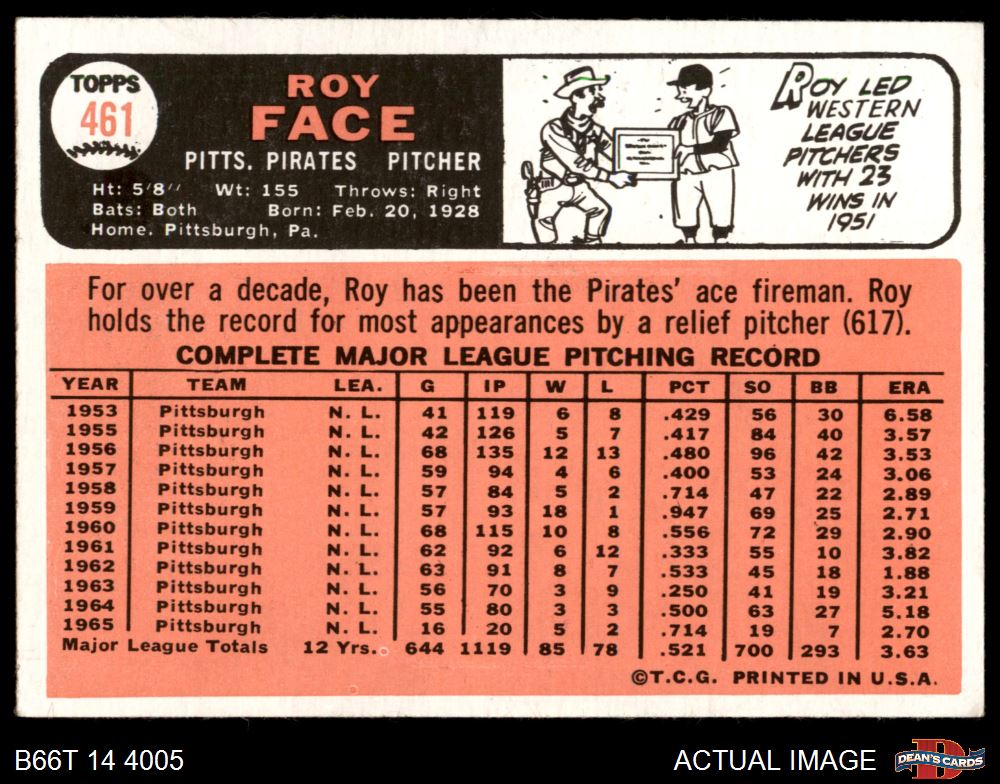 TOPPS
461
ROY
FACE
PITTS. PIRATES PITCHER
Ht: 5'8" Wt: 155 Throws: Right
Bats: Both Born: Feb. 20, 1928
Home. Pittsburgh, Pa.
ROY LED
WESTERN
LEAGUE
PITCHERS
WITH 23
WINS IN
1951
For over a decade, Roy has been the Pirates' ace fireman. Roy
holds the record for most appearances by a relief pitcher (617).
COMPLETE MAJOR LEAGUE PITCHING RECORD
YEAR TEAM LEA. G IP W L PCT SO BB ERA
1953 Pittsburgh N. L. 41 119 6 8 .429 56 30 6.58
1955 Pittsburgh N. L. 42 126 5 7 .417 84 40 3.57
1956 Pittsburgh N. L. 68 135 12 13 .480 96 42 3.53
1957 Pittsburgh N. L. 59 94 4 6 .400 53 24 3.06
1958 Pittsburgh N. L. 57 84 5 2 .714 47 22 2.89
1959 Pittsburgh N. L. 57 93 18 1 .947 69 25 2.71
1960 Pittsburgh N. L. 68 115 10 8 .556 72 29 2.90
1961 Pittsburgh N. L. 62 92 6 12 .333 55 10 3.82
1962 Pittsburgh N. L. 63 91 8 7 .533 45 18 1.88
1963 Pittsburgh N. L. 56 70 3 9 .250 41 19 3.21
1964 Pittsburgh N. L. 55 80 3 3 .500 63 27 5.18
1965 Pittsburgh N. L. 16 20 5 2 .714 19 7 2.70
Major League Totals 12 Yrs. 644 1119 85 78 .521 700 293 3.63
©T.C.G. PRINTED IN U.S.A.
B66T 14 4005
ACTUAL IMAGE
DEAN'S CARDS